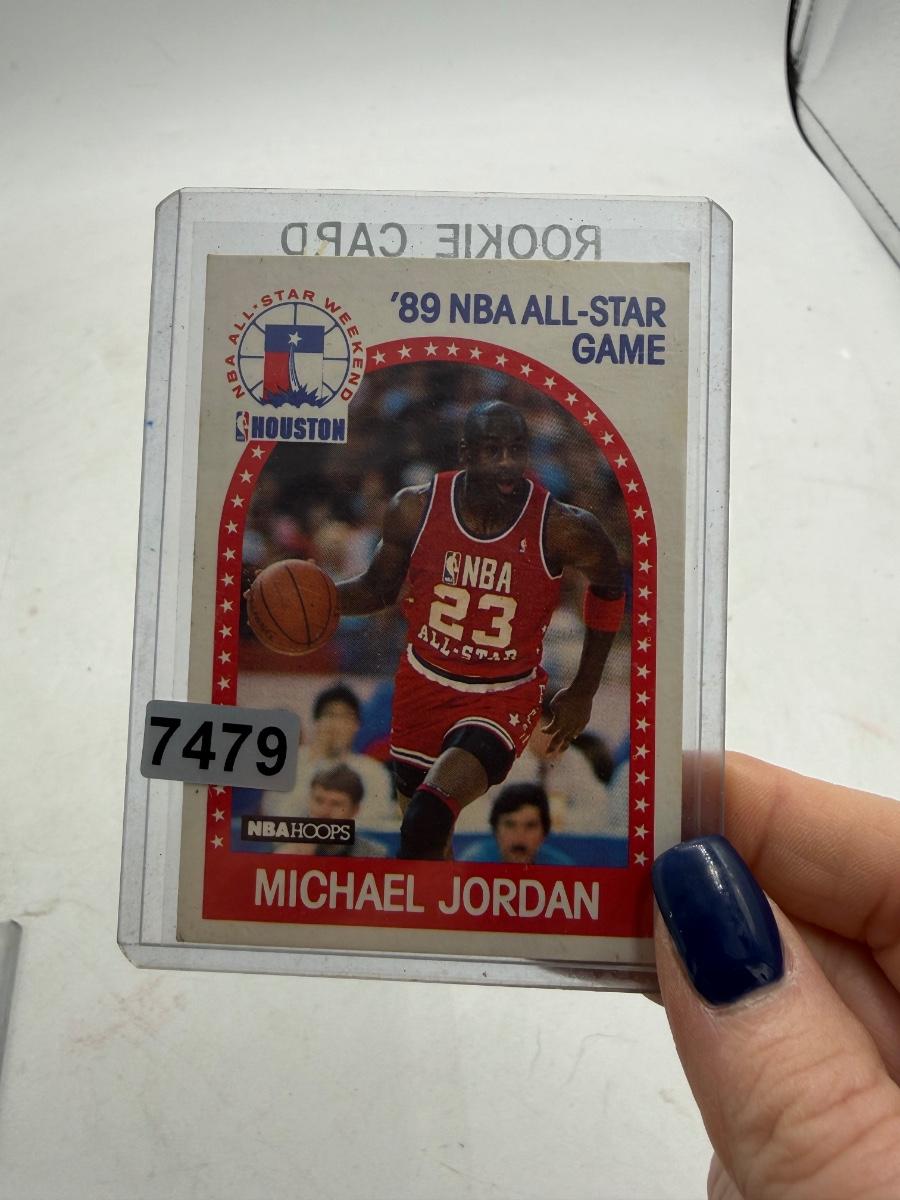 ROOKIE CARD
'89 NBA ALL-STAR
GAME
NBA ALL·STAR WEEKEND
HOUSTON
NBA
23
ALL-STAR
7479
NBA HOOPS
MICHAEL JORDAN